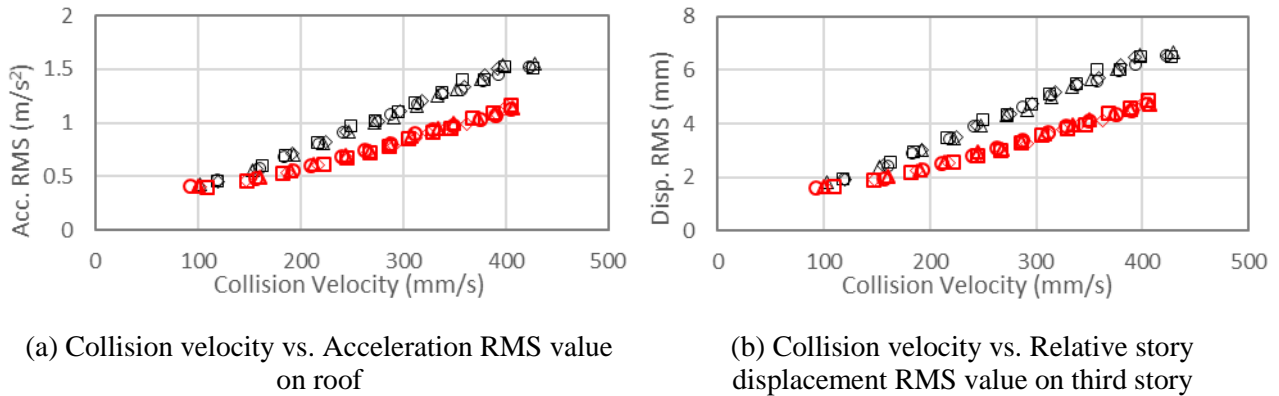 2
1.5
1
0.5
0
Acc. RMS (m/s²)
0 100 200 300 400 500
Collision Velocity (mm/s)
8
6
4
2
0
Disp. RMS (mm)
0 100 200 300 400 500
Collision Velocity (mm/s)
(a) Collision velocity vs. Acceleration RMS value
on roof
(b) Collision velocity vs. Relative story
displacement RMS value on third story